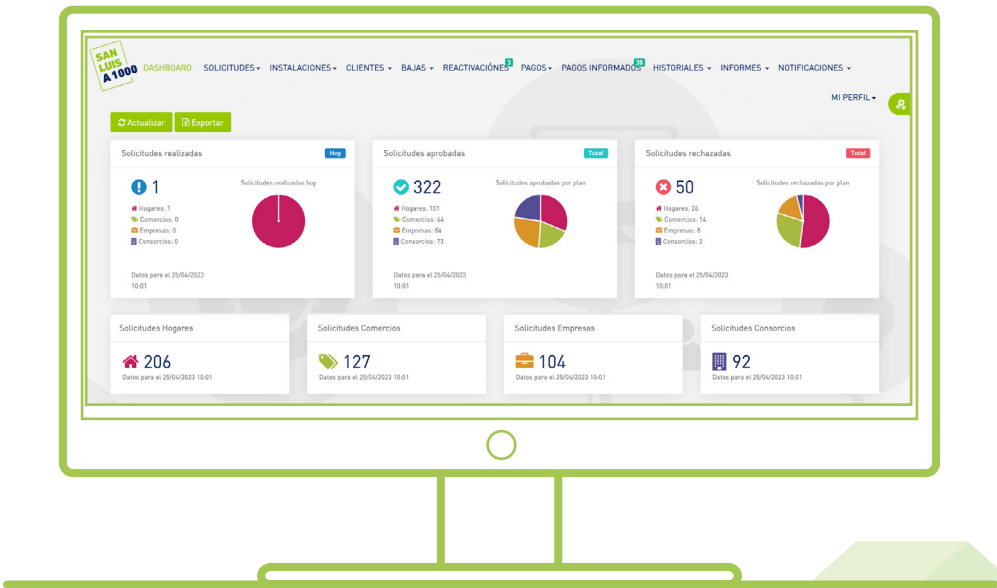 SAN
LUIS
A 1000
DASHBOARD SOLICITUDES INSTALACIONES CLIENTES BAJAS REACTIVACIÓNES 3 PAGOS PAGOS INFORMADOS 38 HISTORIALES INFORMES NOTIFICACIONES
MI PERFIL
Actualizar Exportar
Solicitudes realizadas Hoy
1
Hogares: 1
Comercios: 0
Empresas: 0
Consorcios: 0
Solicitudes realizadas hoy
Datos para el 25/04/2023
10:01
Solicitudes aprobadas Total
322
Hogares: 101
Comercios: 64
Empresas: 84
Consorcios: 73
Solicitudes aprobadas por plan
Datos para el 25/04/2023
10:01
Solicitudes rechazadas Total
50
Hogares: 26
Comercios: 14
Empresas: 8
Consorcios: 2
Solicitudes rechazadas por plan
Datos para el 25/04/2023
10:01
Solicitudes Hogares
206
Datos para el 25/04/2023 10:01
Solicitudes Comercios
127
Datos para el 25/04/2023 10:01
Solicitudes Empresas
104
Datos para el 25/04/2023 10:01
Solicitudes Consorcios
92
Datos para el 25/04/2023 10:01